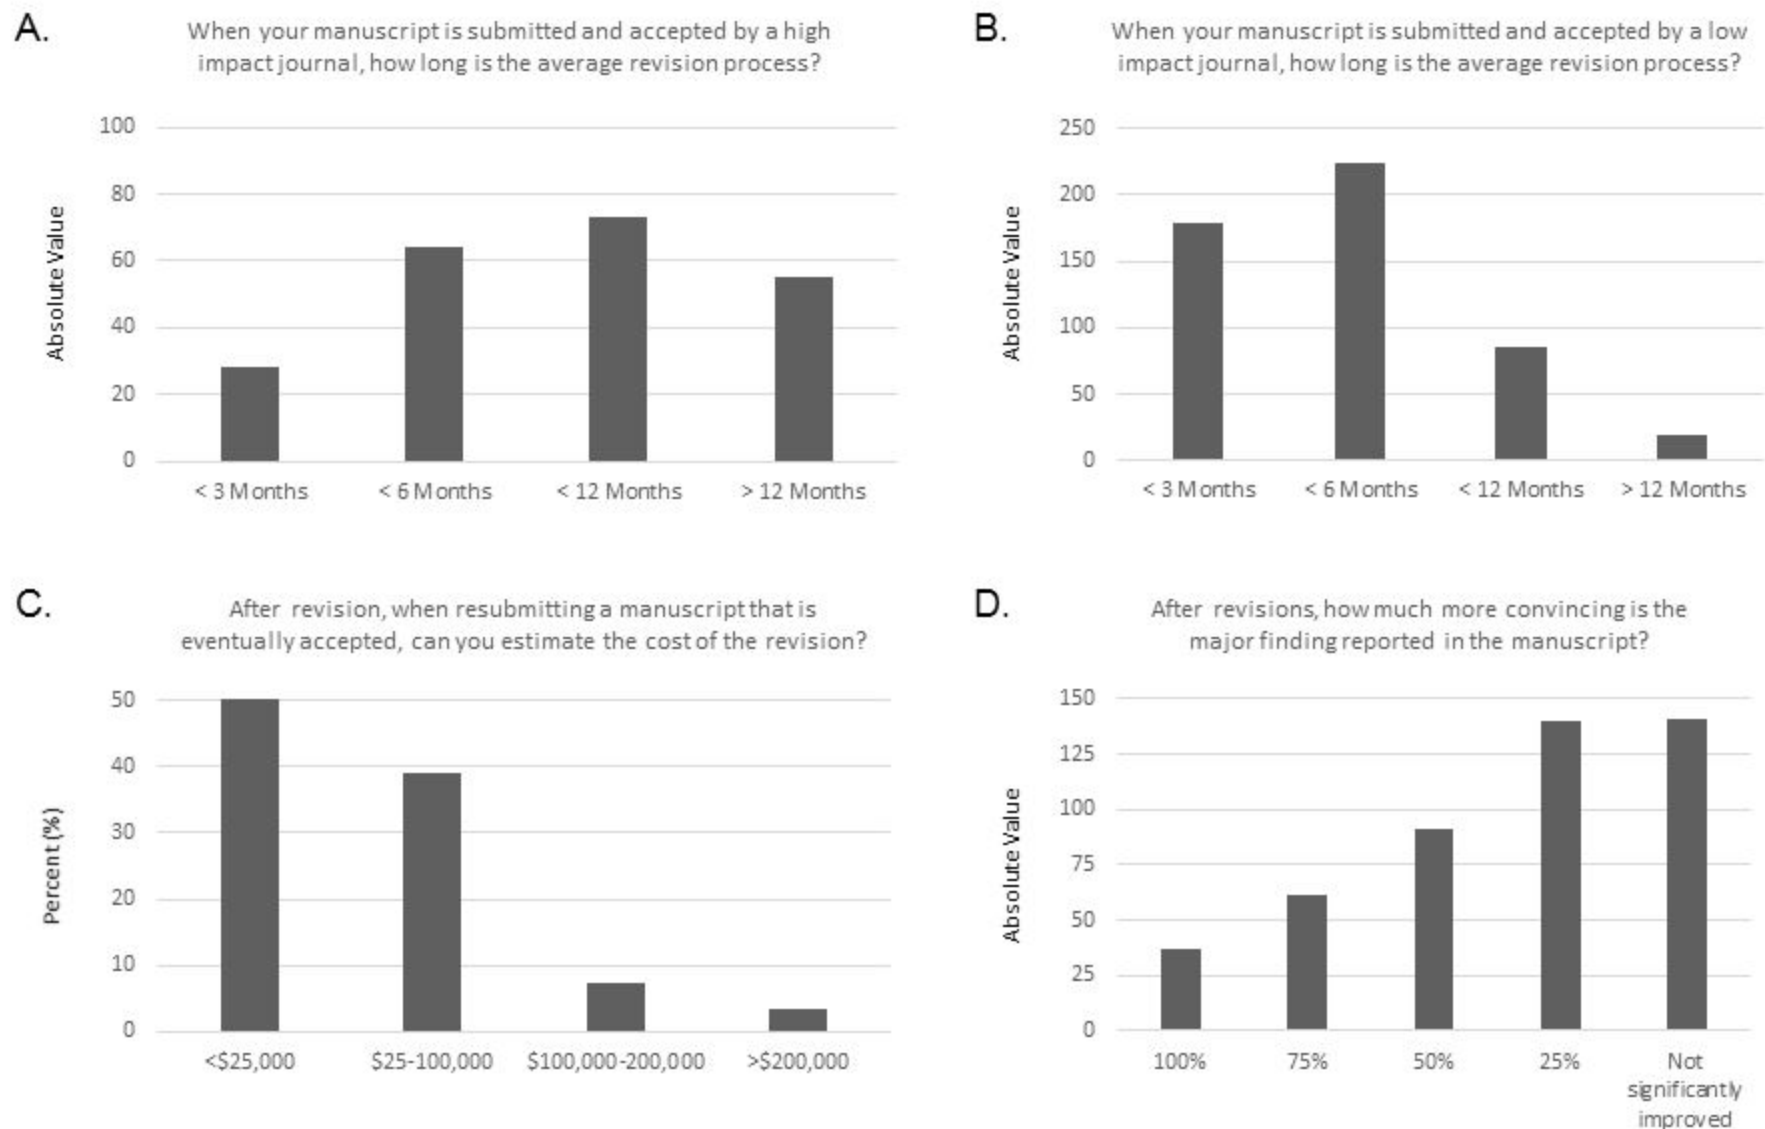 A.
When your manuscript is submitted and accepted by a high
impact journal, how long is the average revision process?
100
80
60
40
20
0
Absolute Value
< 3 Months
< 6 Months
< 12 Months
> 12 Months
B.
When your manuscript is submitted and accepted by a low
impact journal, how long is the average revision process?
250
200
150
100
50
0
Absolute Value
< 3 Months
< 6 Months
< 12 Months
> 12 Months
C.
After revision, when resubmitting a manuscript that is
eventually accepted, can you estimate the cost of the revision?
50
40
30
20
10
0
Percent (%)
<$25,000
$25-100,000
$100,000-200,000
>$200,000
D.
After revisions, how much more convincing is the
major finding reported in the manuscript?
150
125
100
75
50
25
0
Absolute Value
100%
75%
50%
25%
Not
significantly
improved